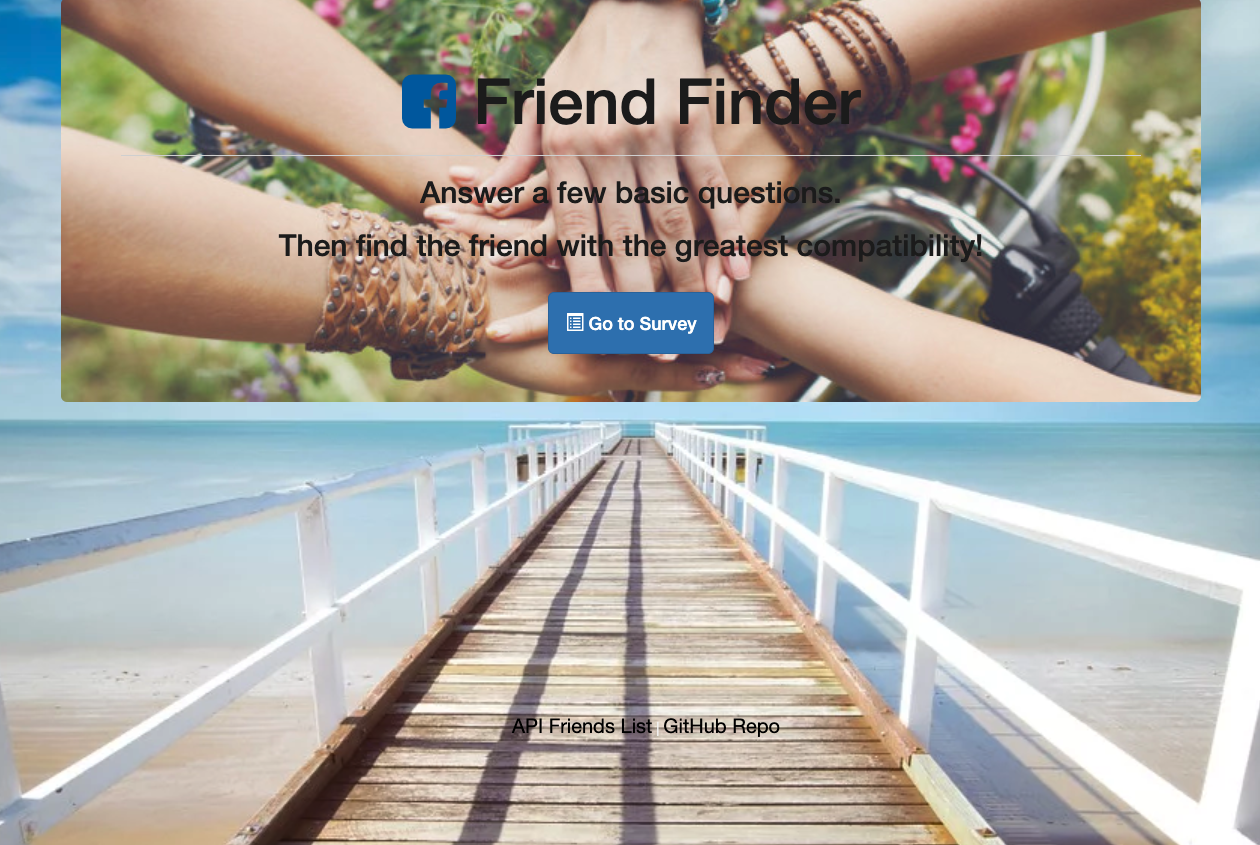 Friend Finder
Answer a few basic questions.
Then find the friend with the greatest compatibility!
Go to Survey
API Friends List | GitHub Repo